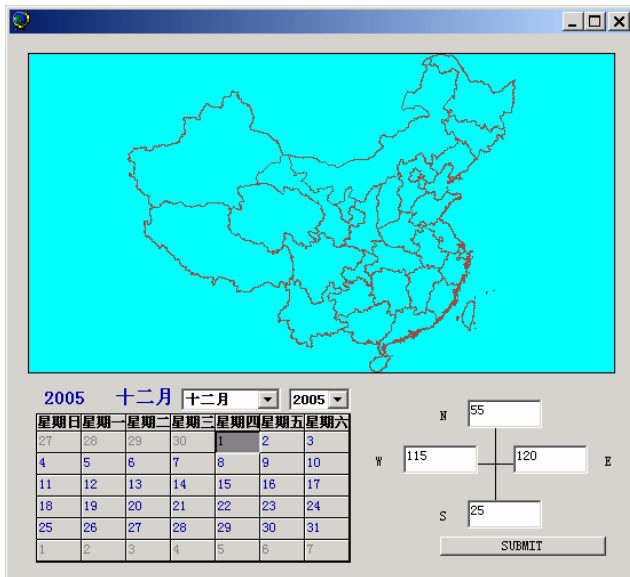 2005 十二月 十二月 2005
星期日 星期一 星期二 星期三 星期四 星期五 星期六
27 28 29 30 1 2 3
4 5 6 7 8 9 10
11 12 13 14 15 16 17
18 19 20 21 22 23 24
25 26 27 28 29 30 31
1 2 3 4 5 6 7
N 55
W 115 120 E
S 25
SUBMIT